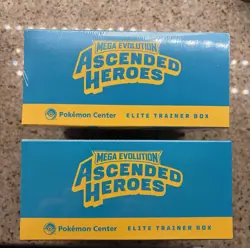 MEGA EVOLUTION
ASCENDED
HEROES
Pokémon Center ELITE TRAINER BOX
MEGA EVOLUTION
ASCENDED
HEROES
Pokémon Center ELITE TRAINER BOX